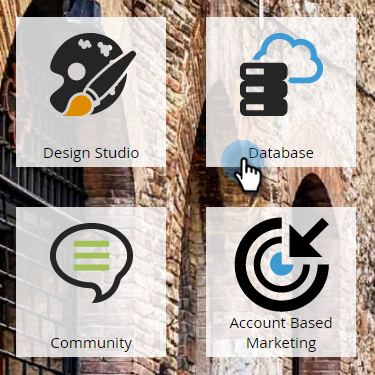 Design Studio
Database
Community
Account Based
Marketing